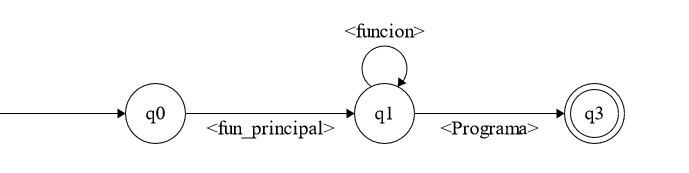 <funcion>
q0
q1
q3
<fun_principal>
<Programa>